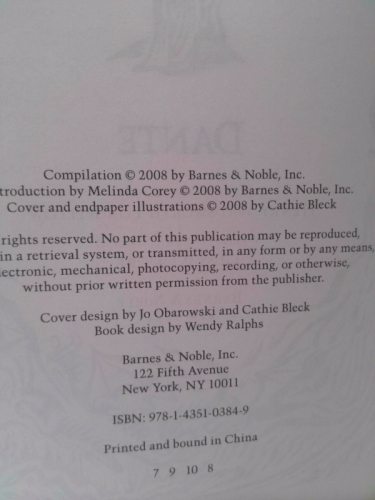 DANTE
Compilation © 2008 by Barnes & Noble, Inc.
troduction by Melinda Corey © 2008 by Barnes & Noble, Inc.
Cover and endpaper illustrations © 2008 by Cathie Bleck
rights reserved. No part of this publication may be reproduced,
in a retrieval system, or transmitted, in any form or by any means,
lectronic, mechanical, photocopying, recording, or otherwise,
without prior written permission from the publisher.
Cover design by Jo Obarowski and Cathie Bleck
Book design by Wendy Ralphs
Barnes & Noble, Inc.
122 Fifth Avenue
New York, NY 10011
ISBN: 978-1-4351-0384-9
Printed and bound in China
7 9 10 8